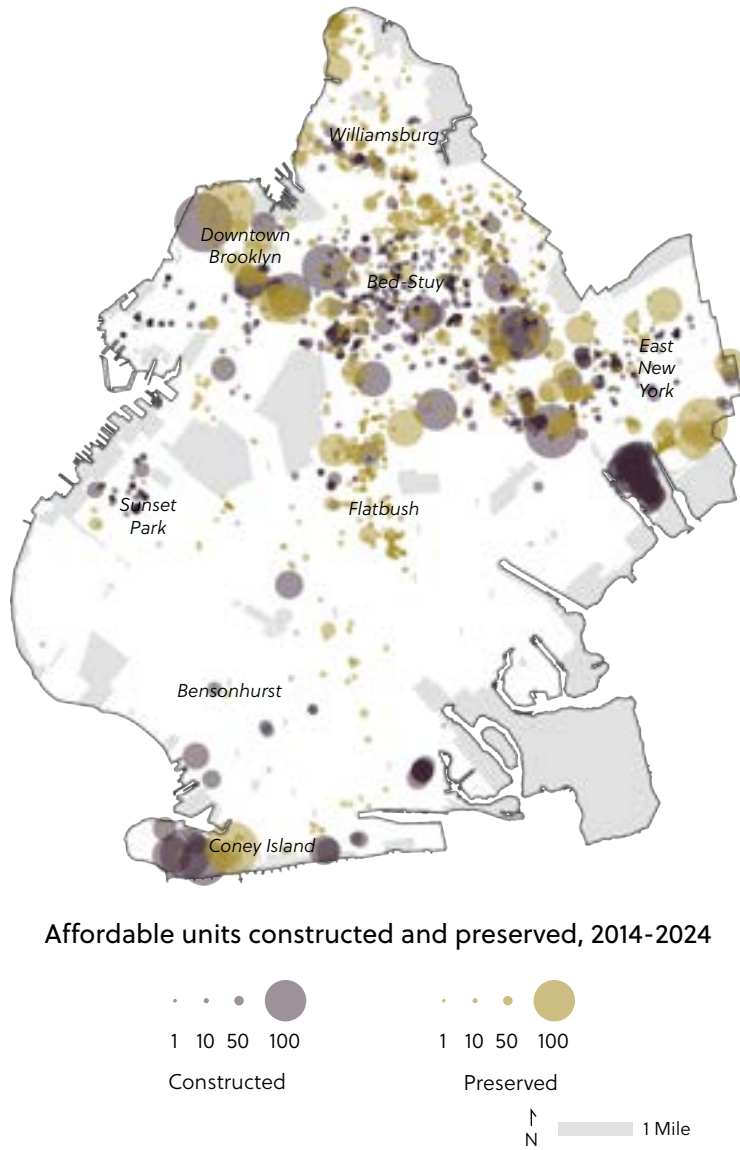 Williamsburg
Downtown
Brooklyn
Bed-Stuy
East
New
York
Sunset
Park
Flatbush
Bensonhurst
Coney Island
Affordable units constructed and preserved, 2014-2024
1 10 50 100
1 10 50 100
Constructed
Preserved
N
1 Mile